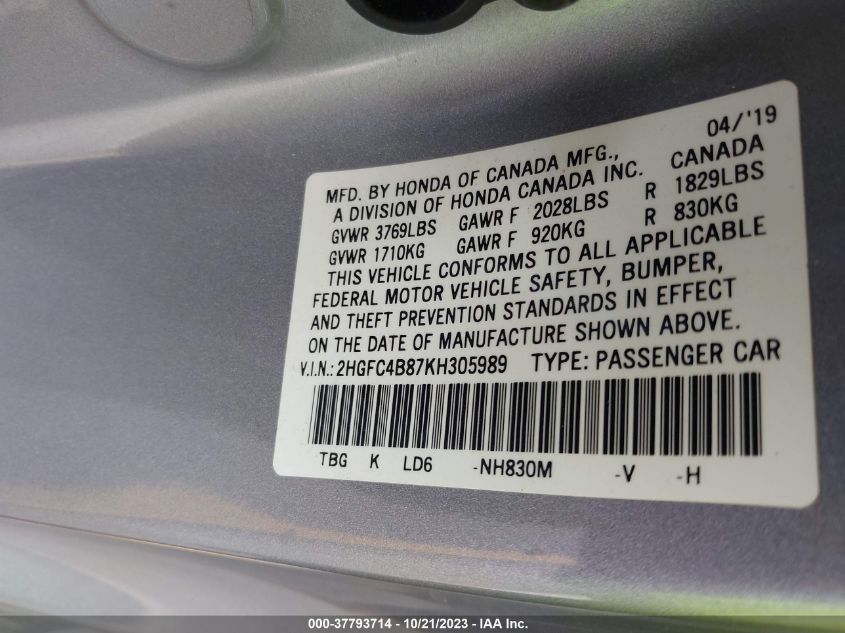 04/'19
MFD. BY HONDA OF CANADA MFG., CANADA
A DIVISION OF HONDA CANADA INC.
GVWR 3769LBS GAWR F 2028LBS R 1829LBS
GVWR 1710KG GAWR F 920KG R 830KG
THIS VEHICLE CONFORMS TO ALL APPLICABLE
FEDERAL MOTOR VEHICLE SAFETY, BUMPER,
AND THEFT PREVENTION STANDARDS IN EFFECT
ON THE DATE OF MANUFACTURE SHOWN ABOVE.
V.I.N.: 2HGFC4B87KH305989 TYPE: PASSENGER CAR
TBG K LD6 -NH830M -V -H
000-37793714 - 10/21/2023 - IAA Inc.